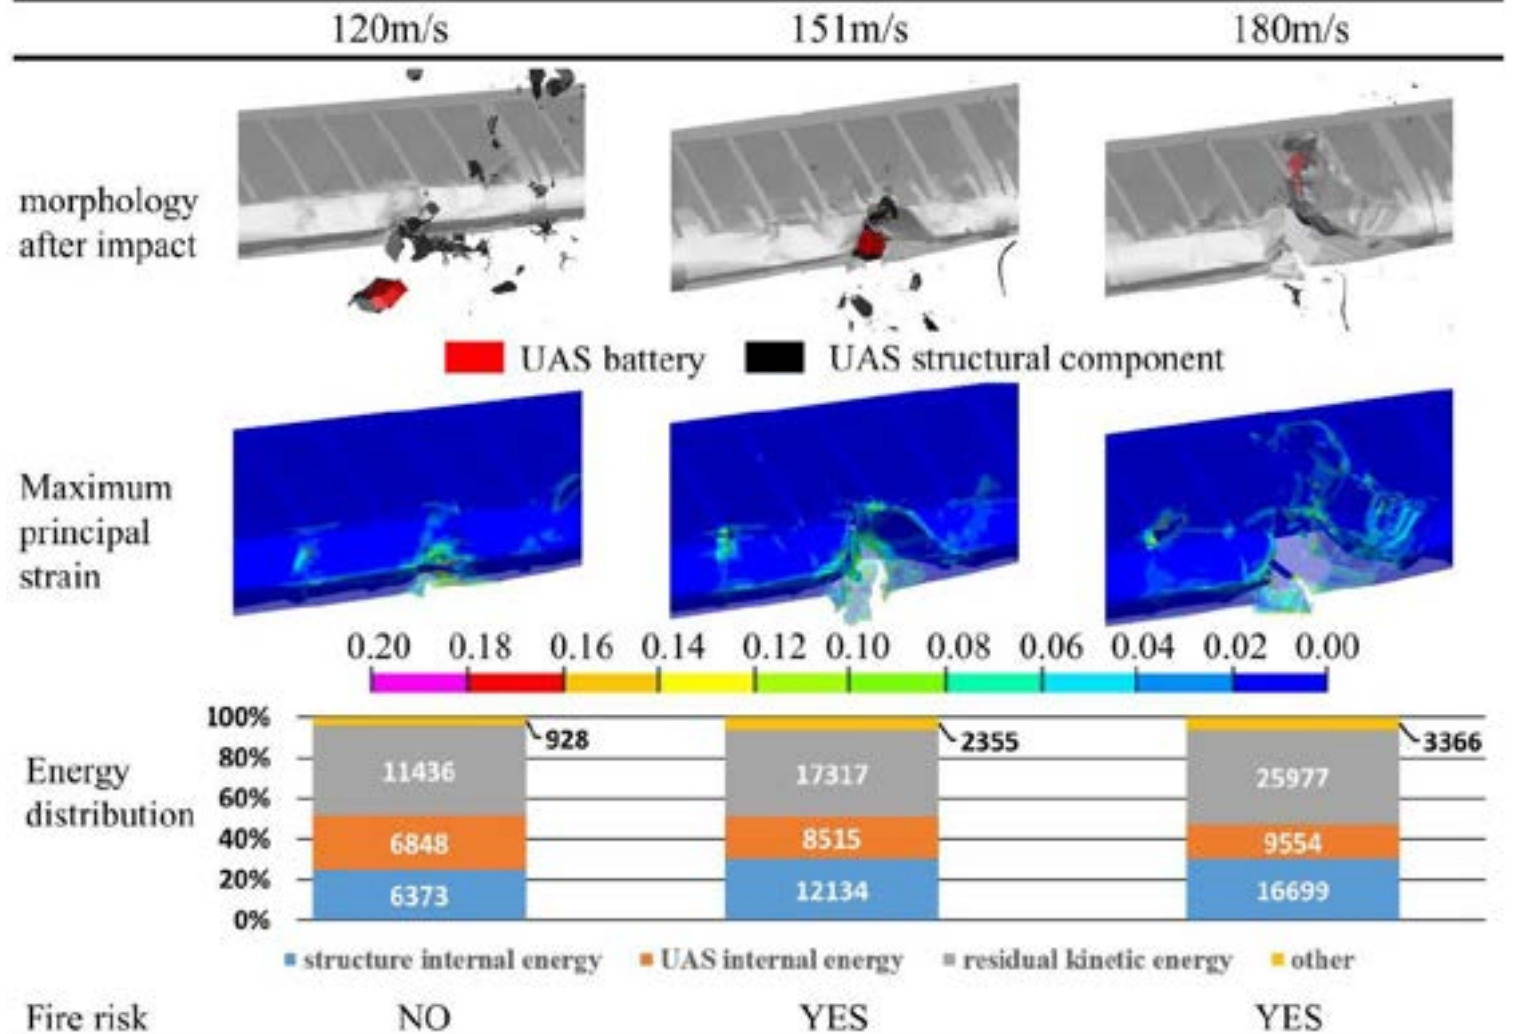 120m/s 151m/s 180m/s
morphology
after impact
UAS battery UAS structural component
Maximum
principal
strain
0.20 0.18 0.16 0.14 0.12 0.10 0.08 0.06 0.04 0.02 0.00
Energy
distribution
100%
80%
60%
40%
20%
0%
928
11436
6848
6373
2355
17317
8515
12134
3366
25977
9554
16699
structure internal energy UAS internal energy residual kinetic energy other
Fire risk NO YES YES